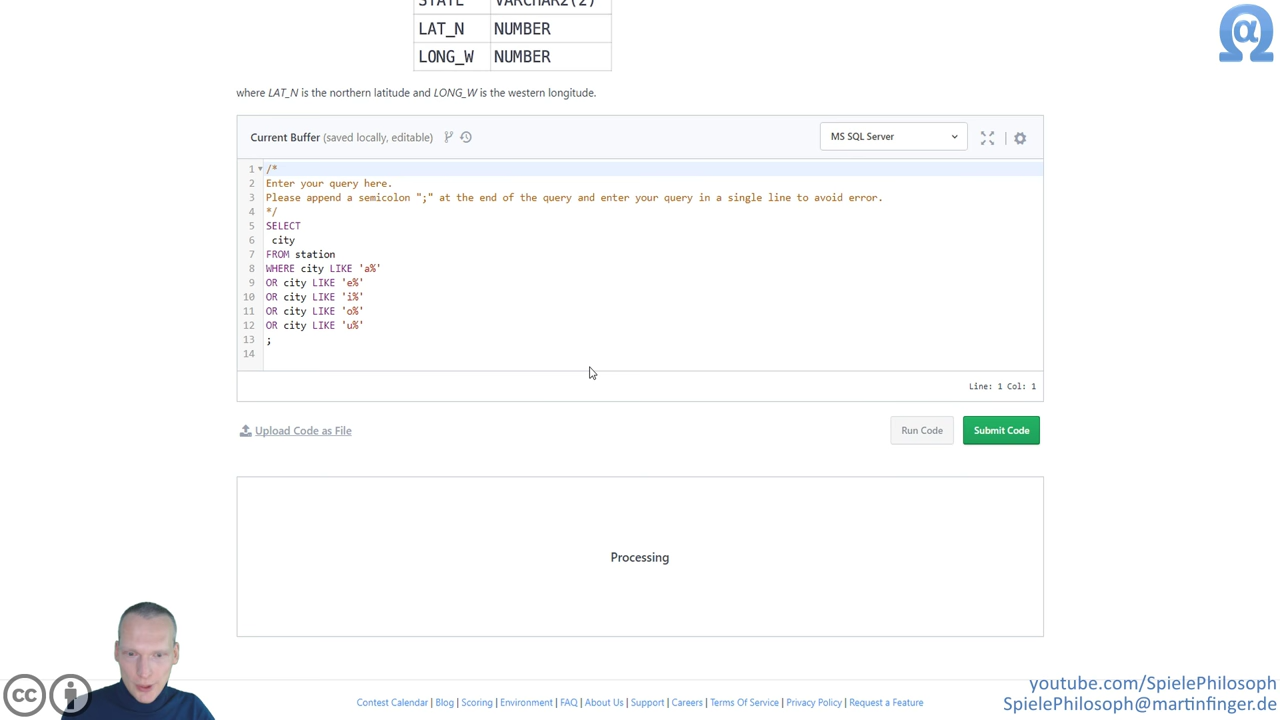 STATE VARCHAR2(2)
LAT_N NUMBER
LONG_W NUMBER
where LAT_N is the northern latitude and LONG_W is the western longitude.
Current Buffer (saved locally, editable)
MS SQL Server
1 /*
2 Enter your query here.
3 Please append a semicolon ";" at the end of the query and enter your query in a single line to avoid error.
4 */
5 SELECT
6 city
7 FROM station
8 WHERE city LIKE 'a%'
9 OR city LIKE 'e%'
10 OR city LIKE 'i%'
11 OR city LIKE 'o%'
12 OR city LIKE 'u%'
13 ;
14
Line: 1 Col: 1
Upload Code as File
Run Code
Submit Code
Processing
Contest Calendar | Blog | Scoring | Environment | FAQ | About Us | Support | Careers | Terms Of Service | Privacy Policy | Request a Feature
cc
youtube.com/SpielePhilosoph
SpielePhilosoph@martinfinger.de